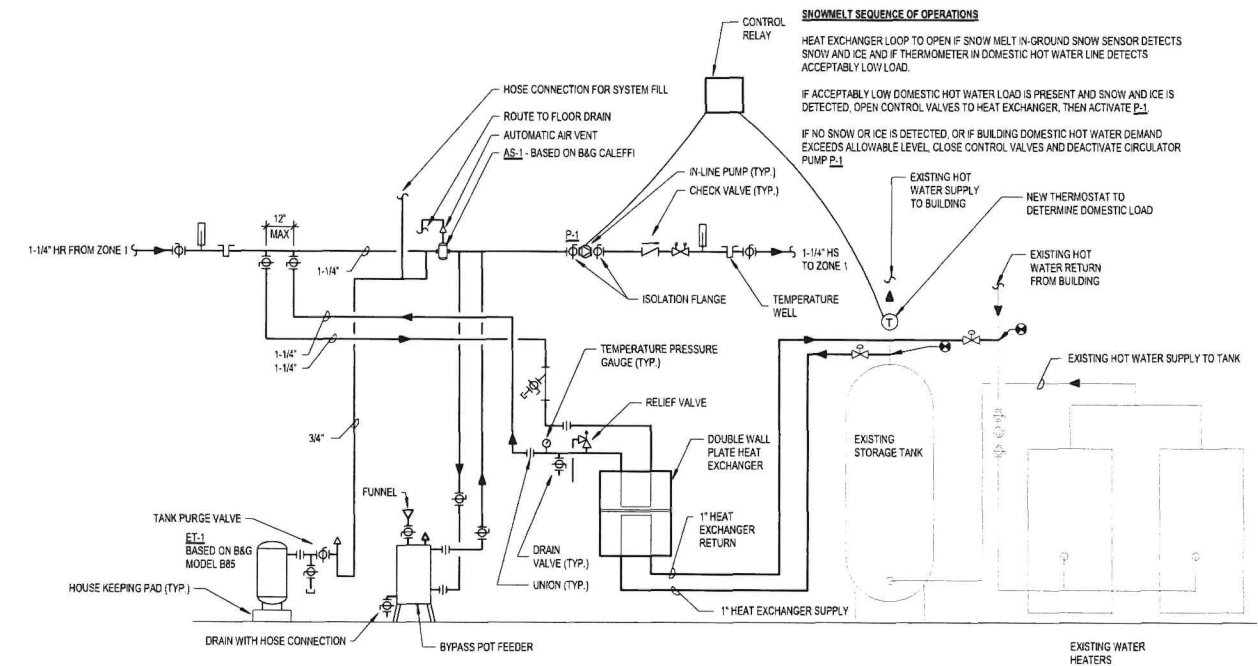 SNOWMELT SEQUENCE OF OPERATIONS
HEAT EXCHANGER LOOP TO OPEN IF SNOW MELT IN-GROUND SNOW SENSOR DETECTS
SNOW AND ICE AND IF THERMOMETER IN DOMESTIC HOT WATER LINE DETECTS
ACCEPTABLY LOW LOAD.
IF ACCEPTABLY LOW DOMESTIC HOT WATER LOAD IS PRESENT AND SNOW AND ICE IS
DETECTED, OPEN CONTROL VALVES TO HEAT EXCHANGER, THEN ACTIVATE P-1.
IF NO SNOW OR ICE IS DETECTED, OR IF BUILDING DOMESTIC HOT WATER DEMAND
EXCEEDS ALLOWABLE LEVEL, CLOSE CONTROL VALVES AND DEACTIVATE CIRCULATOR
PUMP P-1
CONTROL
RELAY
HOSE CONNECTION FOR SYSTEM FILL
ROUTE TO FLOOR DRAIN
AUTOMATIC AIR VENT
AS-1 - BASED ON B&G CALEFFI
IN-LINE PUMP (TYP.)
CHECK VALVE (TYP.)
EXISTING HOT
WATER SUPPLY
TO BUILDING
NEW THERMOSTAT TO
DETERMINE DOMESTIC LOAD
12"
MAX
P-1
1-1/4" HR FROM ZONE 1
1-1/4"
1-1/4" HS
TO ZONE 1
EXISTING HOT
WATER RETURN
FROM BUILDING
ISOLATION FLANGE
TEMPERATURE
WELL
T
1-1/4"
1-1/4"
TEMPERATURE PRESSURE
GAUGE (TYP.)
EXISTING HOT WATER SUPPLY TO TANK
RELIEF VALVE
3/4"
DOUBLE WALL
PLATE HEAT
EXCHANGER
EXISTING
STORAGE TANK
FUNNEL
TANK PURGE VALVE
ET-1
BASED ON B&G
MODEL B85
1" HEAT
EXCHANGER
RETURN
DRAIN
VALVE (TYP.)
UNION (TYP.)
HOUSE KEEPING PAD (TYP.)
1" HEAT EXCHANGER SUPPLY
DRAIN WITH HOSE CONNECTION
BYPASS POT FEEDER
EXISTING WATER
HEATERS